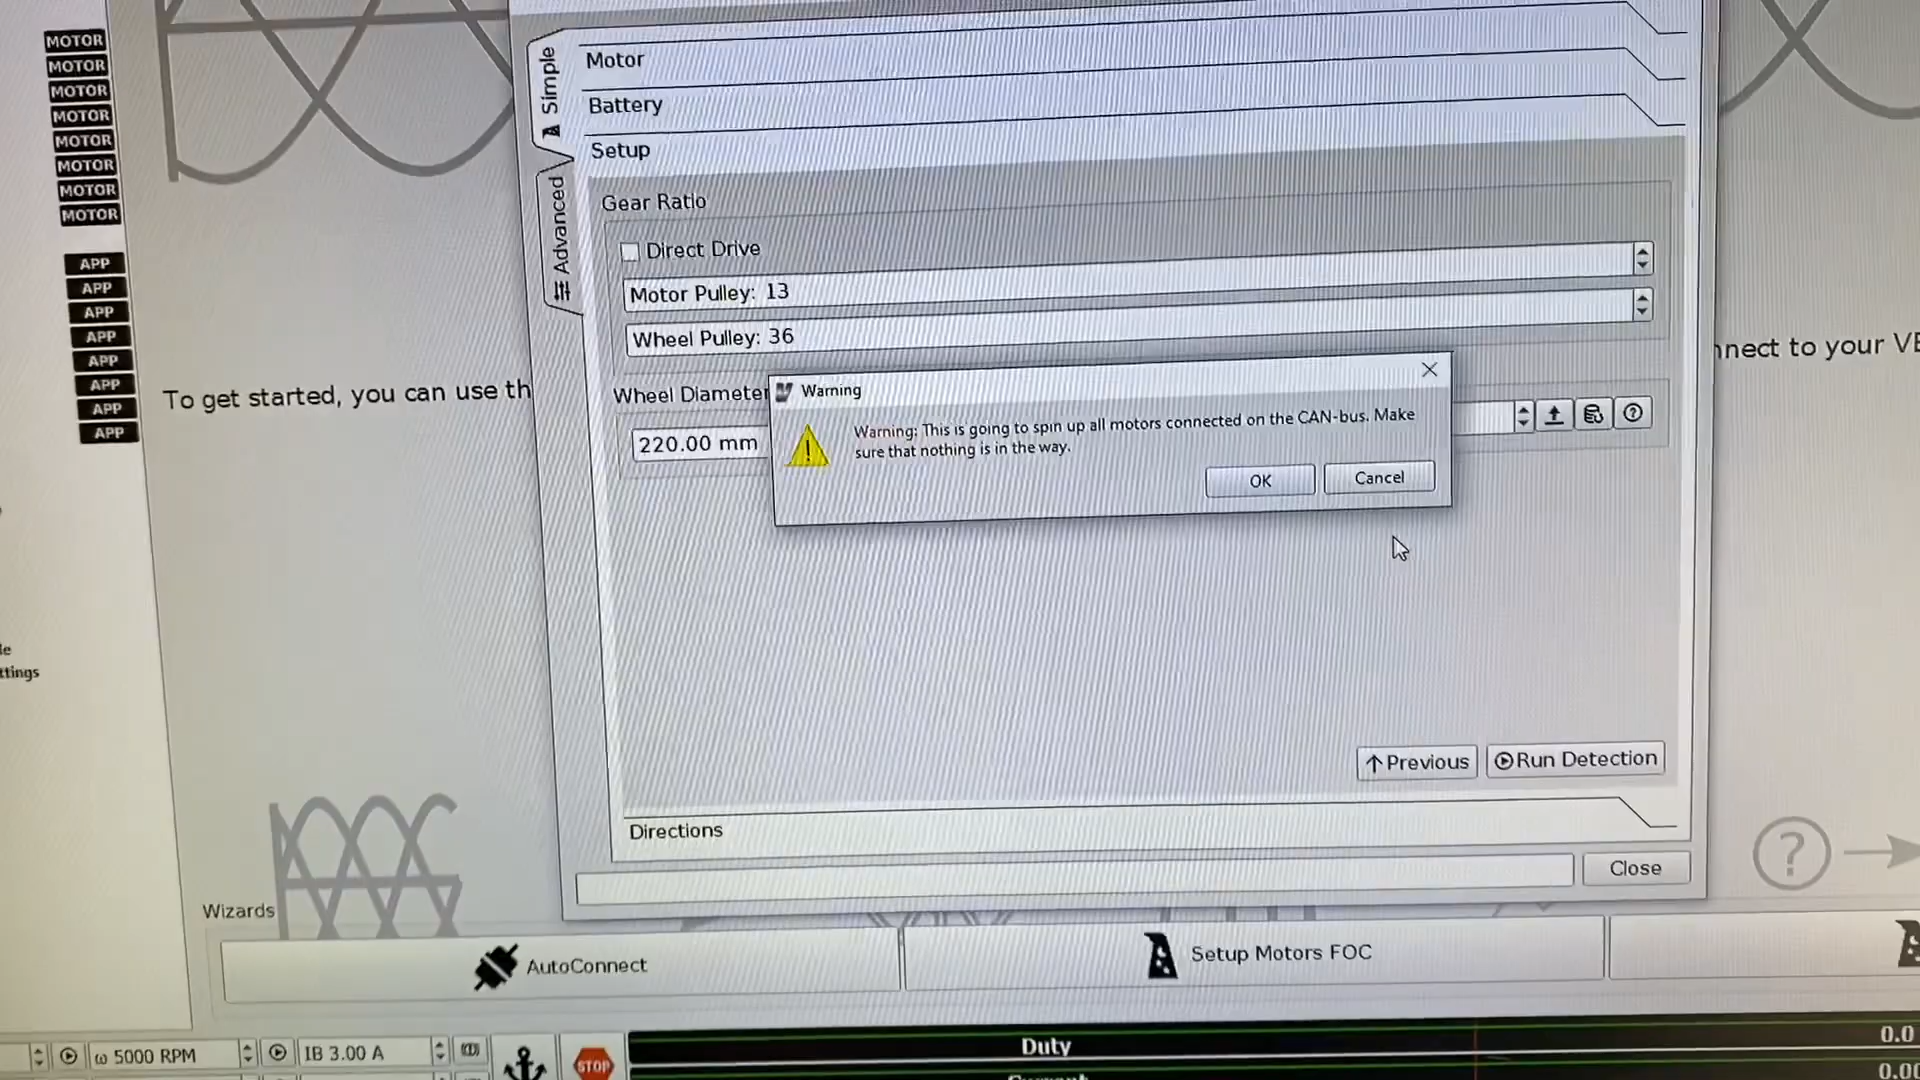 MOTOR
MOTOR
MOTOR
MOTOR
MOTOR
MOTOR
MOTOR
MOTOR
APP
APP
APP
APP
APP
APP
APP
APP
ttings
To get started, you can use th
nnect to your VE
Simple
Advanced
Motor
Battery
Setup
Gear Ratio
Direct Drive
Motor Pulley: 13
Wheel Pulley: 36
Wheel Diameter
220.00 mm
Warning
Warning: This is going to spin up all motors connected on the CAN-bus. Make
sure that nothing is in the way.
OK
Cancel
Previous
Run Detection
Directions
Close
Wizards
AutoConnect
Setup Motors FOC
ω 5000 RPM
IB 3.00 A
STOP
Duty
0.0